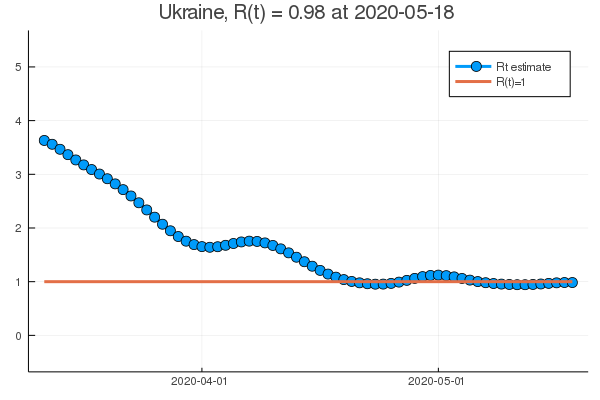 Ukraine, R(t) = 0.98 at 2020-05-18
5
Rt estimate
R(t)=1
4
3
2
1
0
2020-04-01
2020-05-01